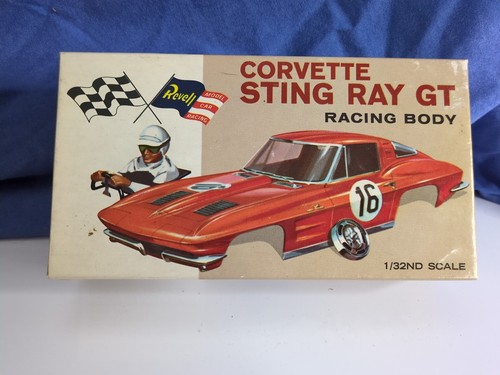 Revell
MODEL
CAR
RACING
CORVETTE
STING RAY GT
RACING BODY
16
1/32ND SCALE